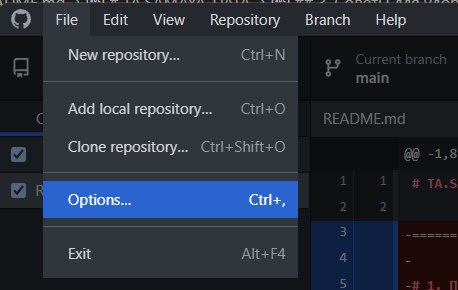 File Edit View Repository Branch Help
New repository... Ctrl+N
Add local repository... Ctrl+O
Clone repository... Ctrl+Shift+O
Options... Ctrl+,
Exit Alt+F4
Current branch
main
README.md
@@ -1,8
1 1 # TA.S
2 2
3 -=======
4 -
5 -# 1. П